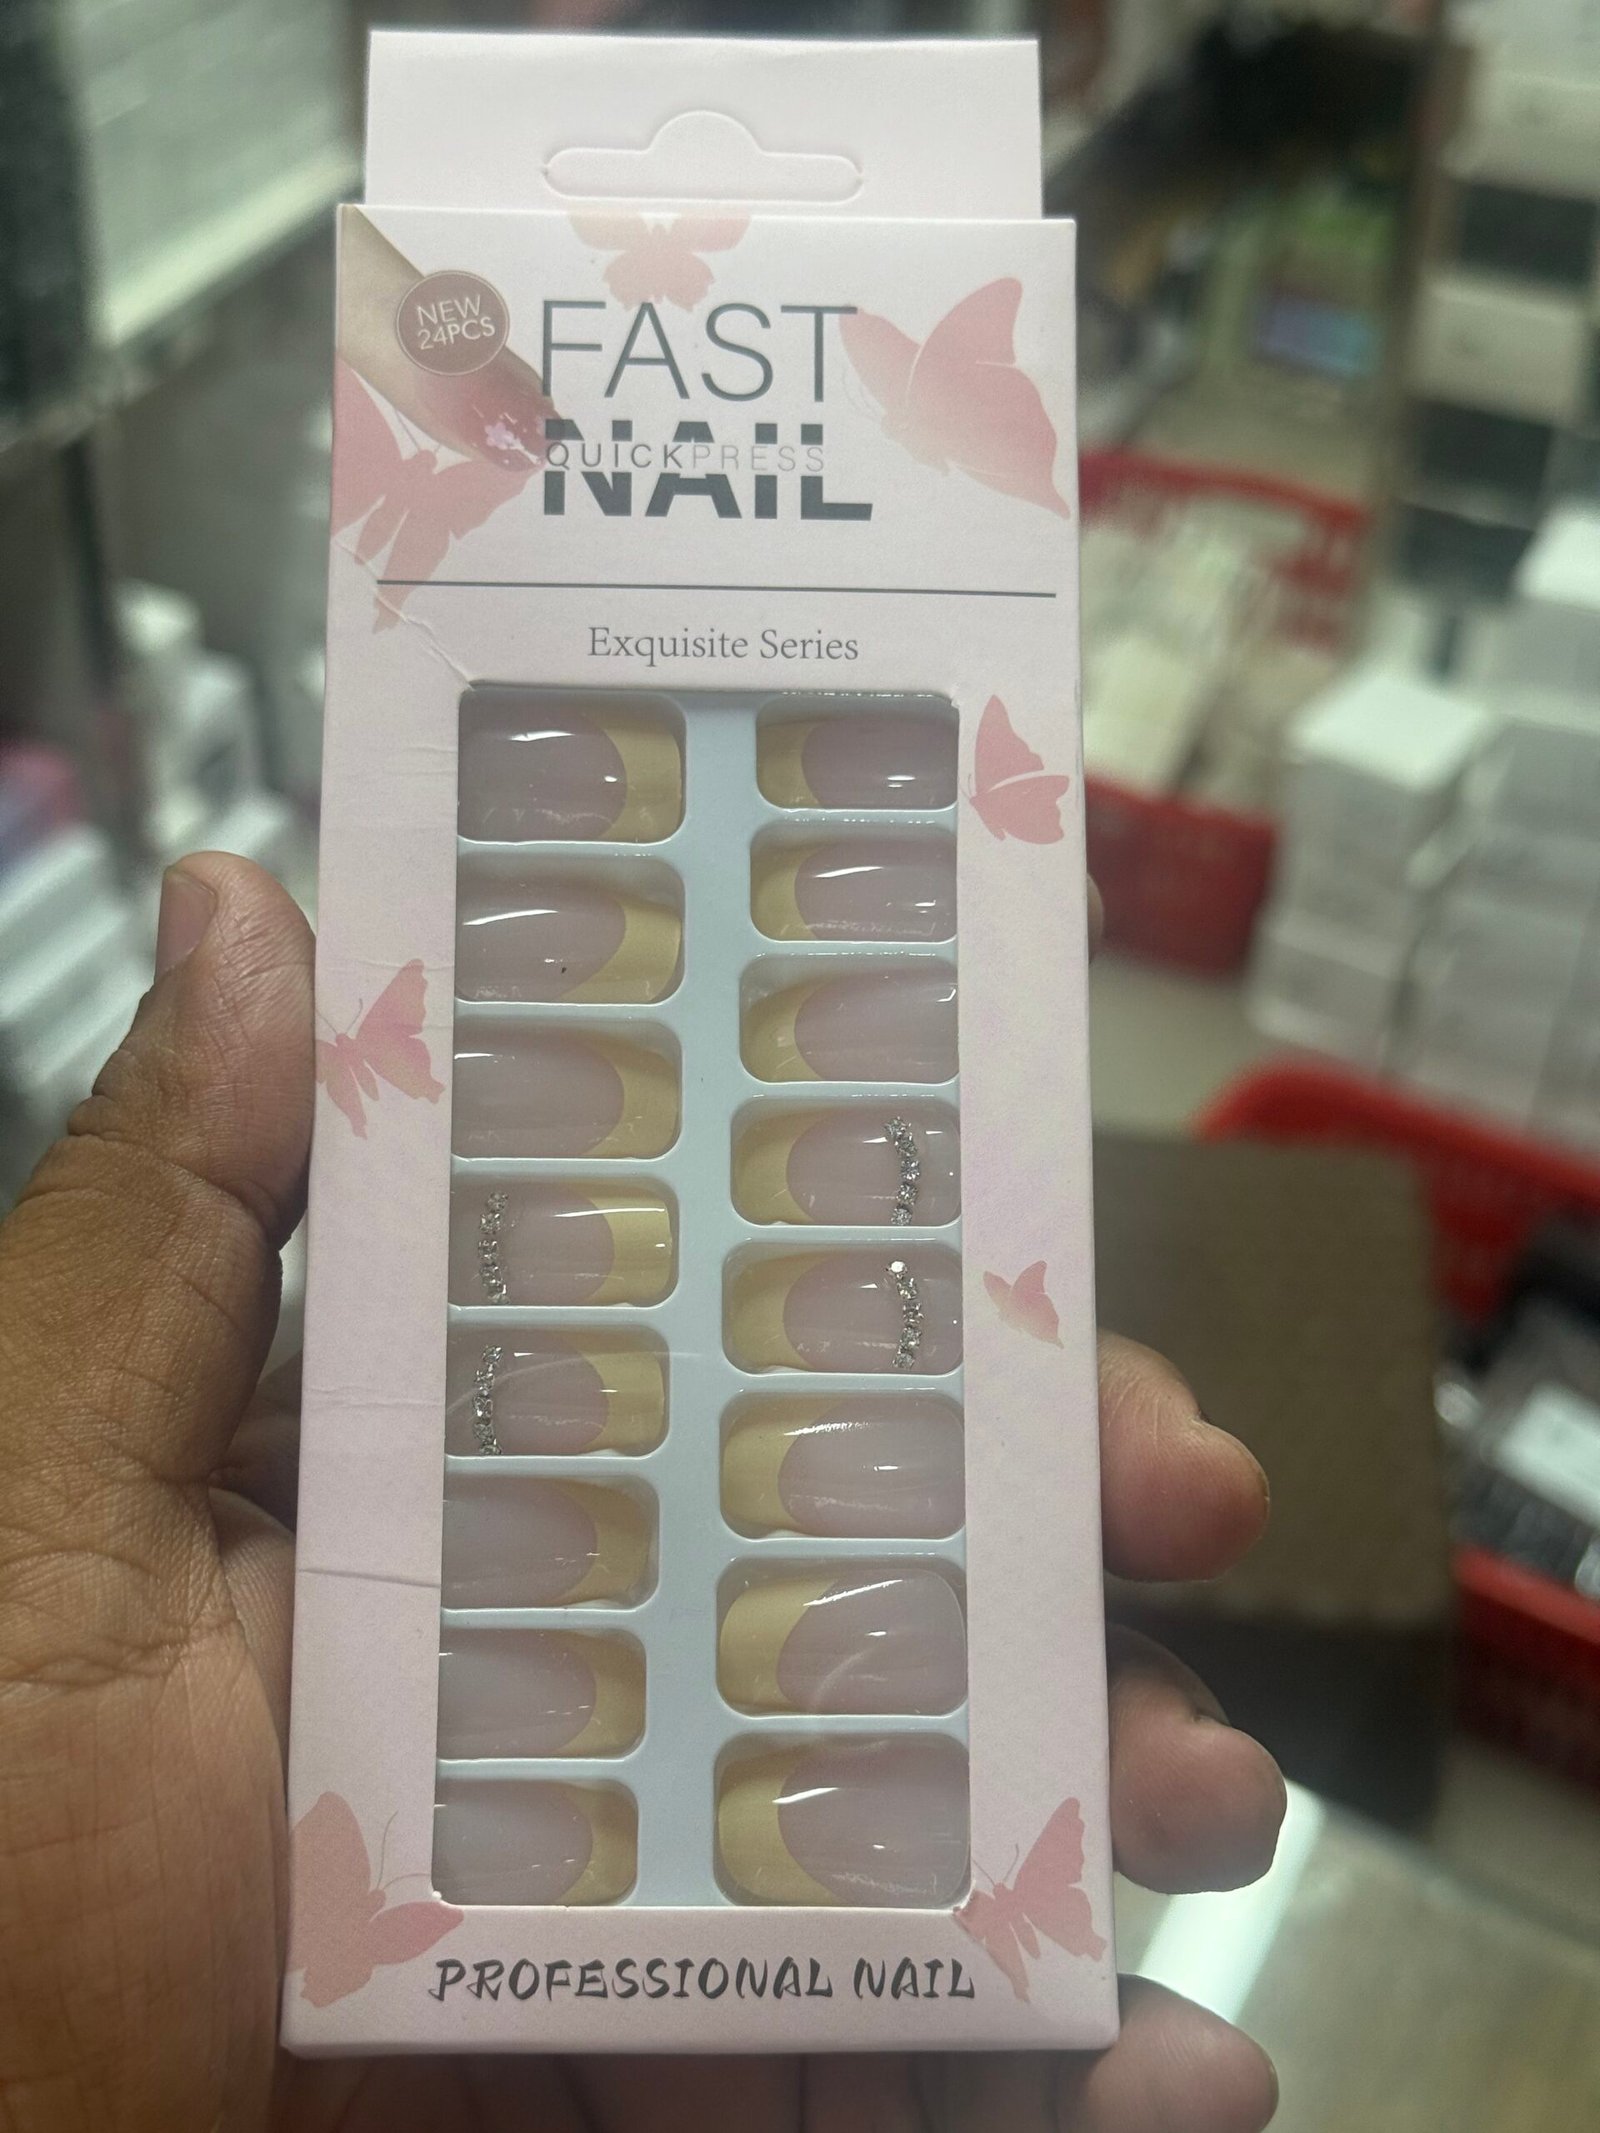 NEW
24PCS
FAST
NAIL
QUICKPRESS
Exquisite Series
PROFESSIONAL NAIL